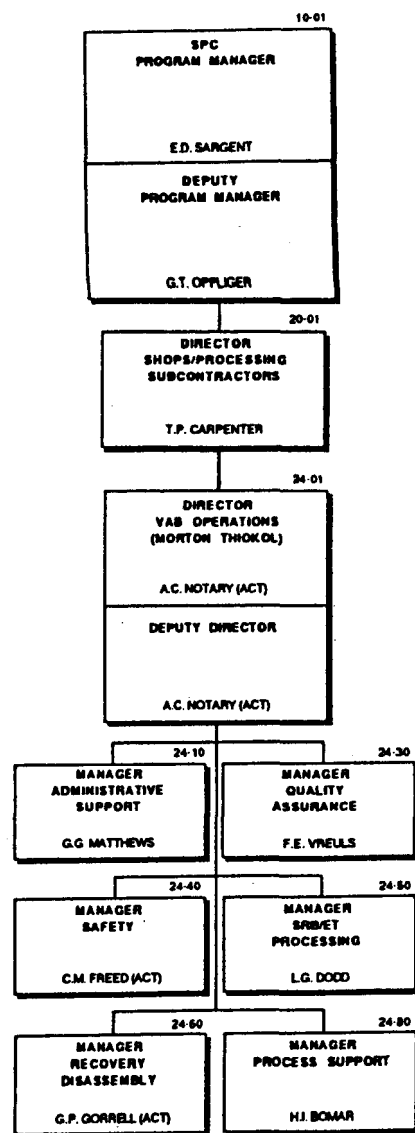 10-01
SPC
PROGRAM MANAGER
E.D. SARGENT
DEPUTY
PROGRAM MANAGER
G.T. OPPLIGER
20-01
DIRECTOR
SHOPS/PROCESSING
SUBCONTRACTORS
T.P. CARPENTER
24-01
DIRECTOR
VAB OPERATIONS
(MORTON THIOKOL)
A.C. NOTARY (ACT)
DEPUTY DIRECTOR
A.C. NOTARY (ACT)
24-10
MANAGER
ADMINISTRATIVE
SUPPORT
G.G. MATTHEWS
24-30
MANAGER
QUALITY
ASSURANCE
F.E. VREULS
24-40
MANAGER
SAFETY
C.M. FREED (ACT)
24-50
MANAGER
SRB/ET
PROCESSING
L.G. DODD
24-60
MANAGER
RECOVERY
DISASSEMBLY
G.P. GORRELL (ACT)
24-80
MANAGER
PROCESS SUPPORT
H.I. BOMAR